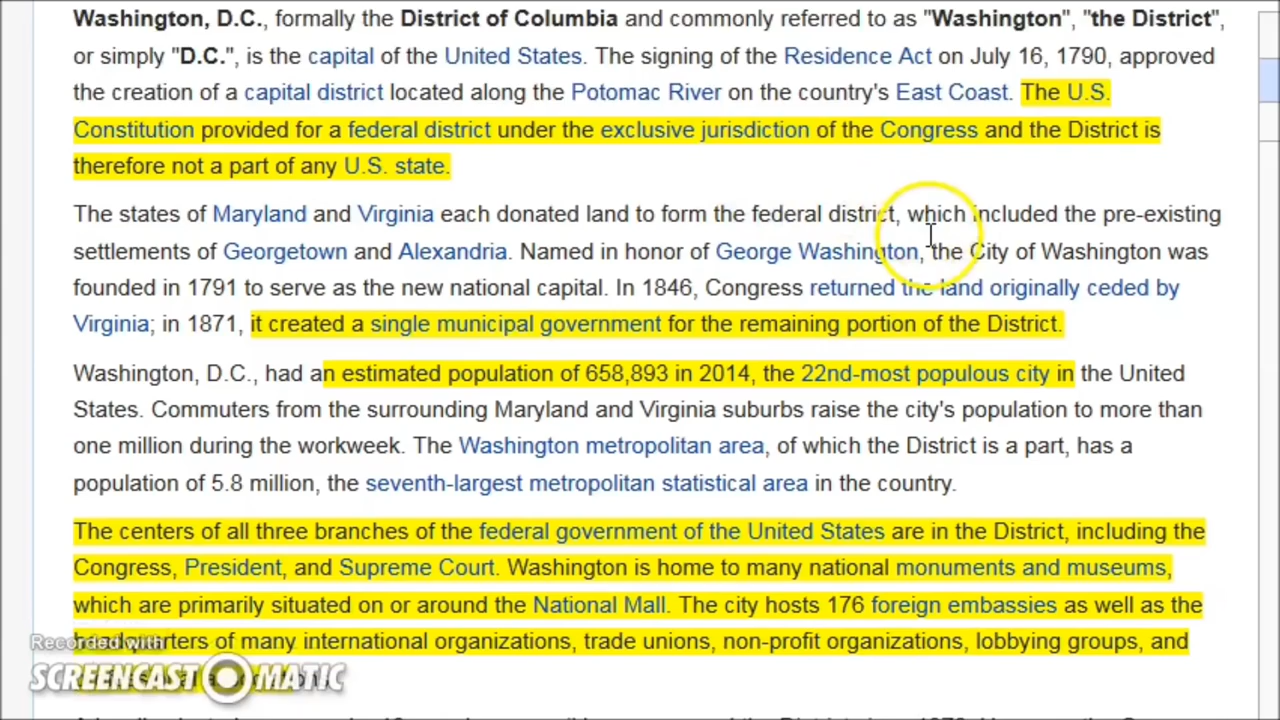 Washington, D.C., formally the District of Columbia and commonly referred to as "Washington", "the District",
or simply "D.C.", is the capital of the United States. The signing of the Residence Act on July 16, 1790, approved
the creation of a capital district located along the Potomac River on the country's East Coast. The U.S.
Constitution provided for a federal district under the exclusive jurisdiction of the Congress and the District is
therefore not a part of any U.S. state.
The states of Maryland and Virginia each donated land to form the federal district, which included the pre-existing
settlements of Georgetown and Alexandria. Named in honor of George Washington, the City of Washington was
founded in 1791 to serve as the new national capital. In 1846, Congress returned the land originally ceded by
Virginia; in 1871, it created a single municipal government for the remaining portion of the District.
Washington, D.C., had an estimated population of 658,893 in 2014, the 22nd-most populous city in the United
States. Commuters from the surrounding Maryland and Virginia suburbs raise the city's population to more than
one million during the workweek. The Washington metropolitan area, of which the District is a part, has a
population of 5.8 million, the seventh-largest metropolitan statistical area in the country.
The centers of all three branches of the federal government of the United States are in the District, including the
Congress, President, and Supreme Court. Washington is home to many national monuments and museums,
which are primarily situated on or around the National Mall. The city hosts 176 foreign embassies as well as the
headquarters of many international organizations, trade unions, non-profit organizations, lobbying groups, and
Recorded with
SCREENCAST-O-MATIC